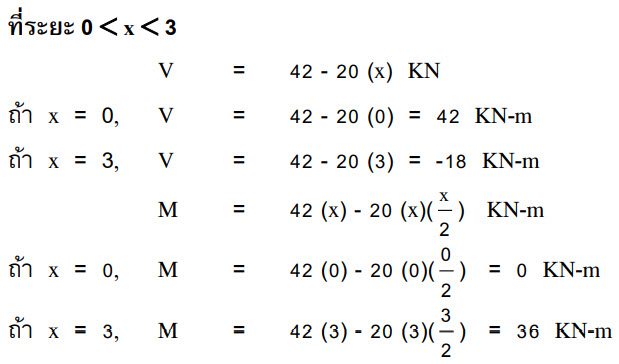 ที่ระยะ 0 < x < 3
V = 42 - 20 (x) KN
ถ้า x = 0, V = 42 - 20 (0) = 42 KN-m
ถ้า x = 3, V = 42 - 20 (3) = -18 KN-m
M = 42 (x) - 20 (x)(x/2) KN-m
ถ้า x = 0, M = 42 (0) - 20 (0)(0/2) = 0 KN-m
ถ้า x = 3, M = 42 (3) - 20 (3)(3/2) = 36 KN-m